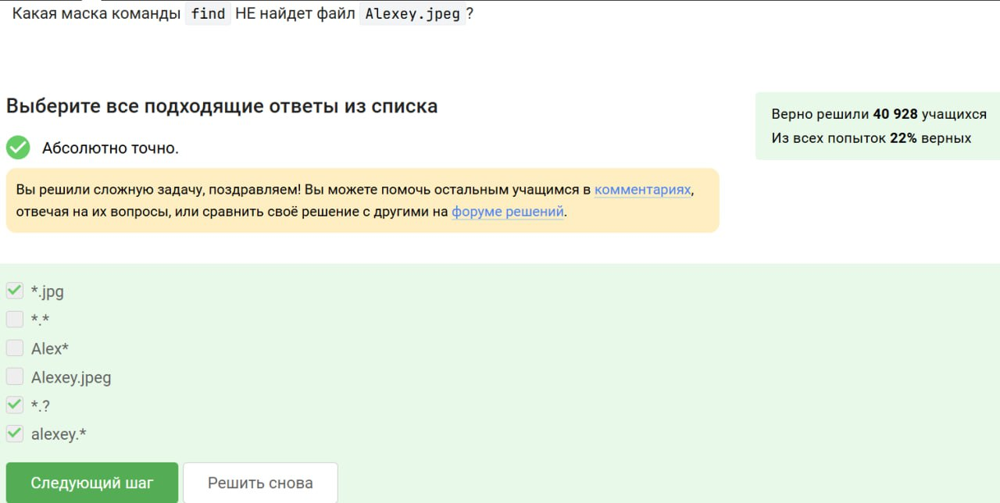 Какая маска команды find НЕ найдет файл Alexey.jpeg?
Выберите все подходящие ответы из списка
Верно решили 40 928 учащихся
Из всех попыток 22% верных
Абсолютно точно.
Вы решили сложную задачу, поздравляем! Вы можете помочь остальным учащимся в комментариях,
отвечая на их вопросы, или сравнить своё решение с другими на форуме решений.
*.jpg
*.*
Alex*
Alexey.jpeg
*.?
alexey.*
Следующий шаг
Решить снова